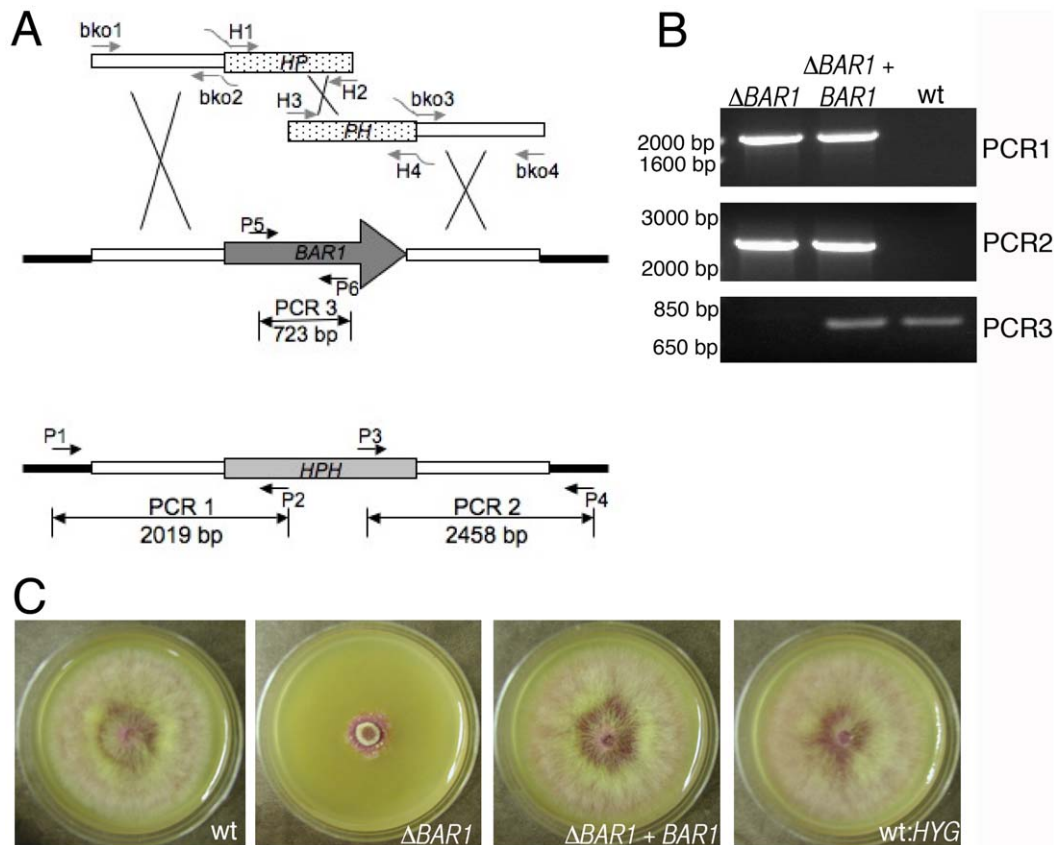 A
bko1
H1
HP
bko2
H2
H3
bko3
PH
H4
bko4
P5
BAR1
P6
PCR 3
723 bp
P1
P3
HPH
P2
P4
PCR 1
PCR 2
2019 bp
2458 bp
B
ΔBAR1
ΔBAR1 +
BAR1
wt
2000 bp
1600 bp
PCR1
3000 bp
2000 bp
PCR2
850 bp
650 bp
PCR3
C
wt
ΔBAR1
ΔBAR1 + BAR1
wt:HYG